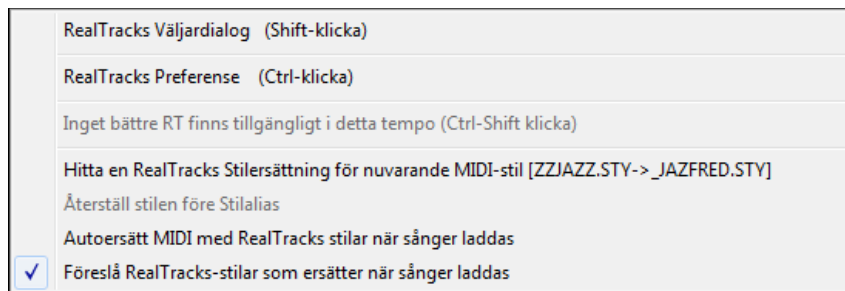 RealTracks Väljardialog (Shift-klicka)
RealTracks Preferense (Ctrl-klicka)
Inget bättre RT finns tillgängligt i detta tempo (Ctrl-Shift klicka)
Hitta en RealTracks Stilersättning för nuvarande MIDI-stil [ZZJAZZ.STY->_JAZFRED.STY]
Återställ stilen före Stilalias
Autoersätt MIDI med RealTracks stilar när sånger laddas
Föreslå RealTracks-stilar som ersätter när sånger laddas